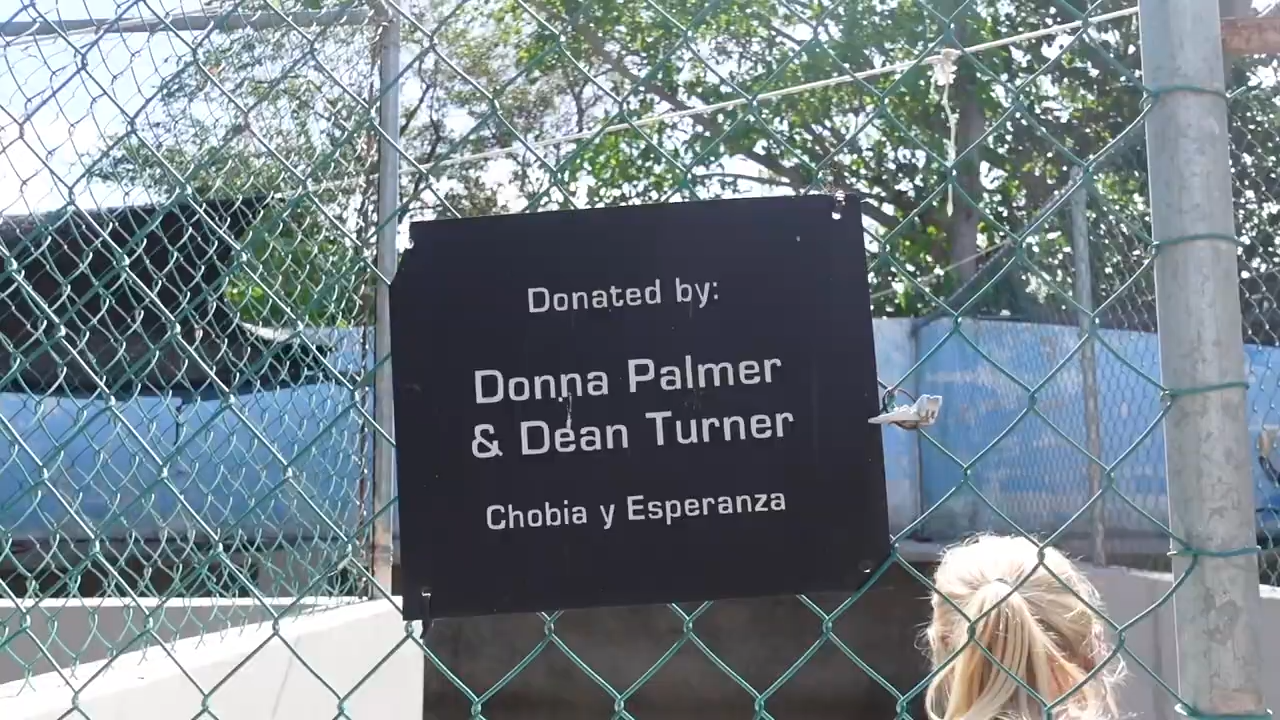 Donated by:
Donna Palmer
& Dean Turner
Chobia y Esperanza